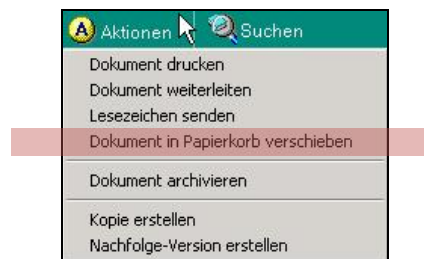 A Aktionen Suchen
Dokument drucken
Dokument weiterleiten
Lesezeichen senden
Dokument in Papierkorb verschieben
Dokument archivieren
Kopie erstellen
Nachfolge-Version erstellen